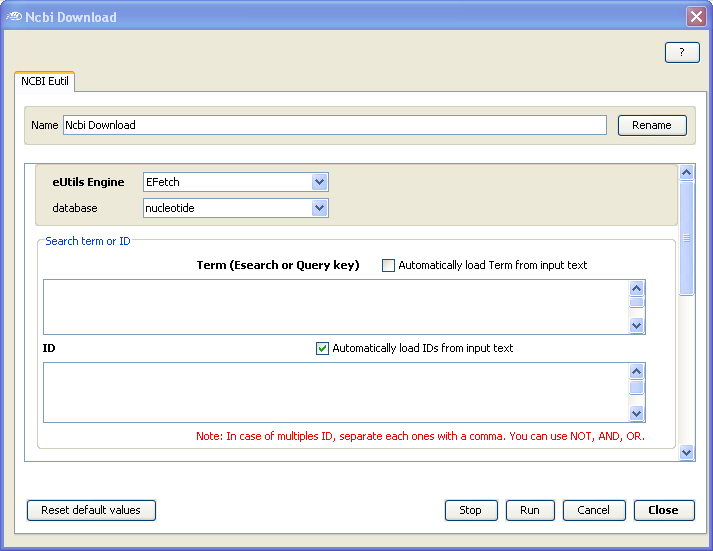 Ncbi Download
?
NCBI Eutil
Name Ncbi Download Rename
eUtils Engine EFetch
database nucleotide
Search term or ID
Term (Esearch or Query key) Automatically load Term from input text
ID Automatically load IDs from input text
Note: In case of multiples ID, separate each ones with a comma. You can use NOT, AND, OR.
Reset default values Stop Run Cancel Close